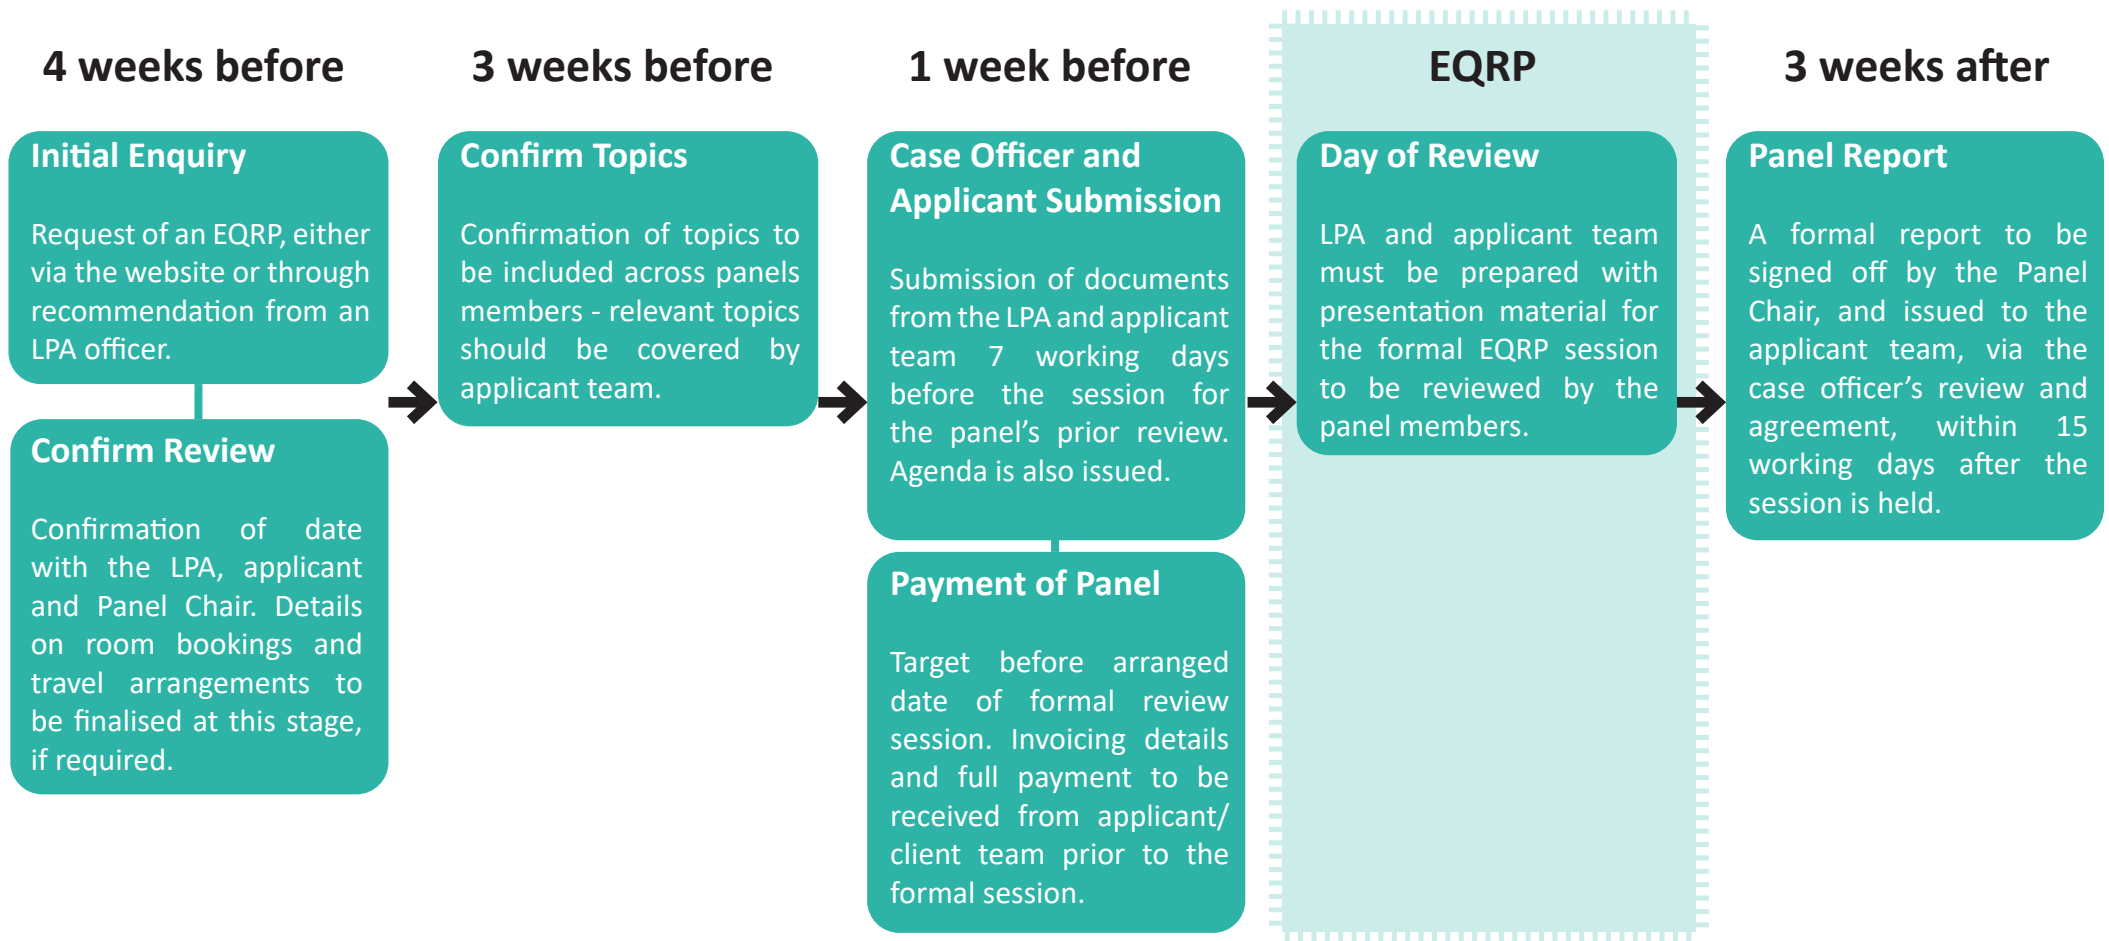 4 weeks before
Initial Enquiry
Request of an EQRP, either
via the website or through
recommendation from an
LPA officer.
Confirm Review
Confirmation of date
with the LPA, applicant
and Panel Chair. Details
on room bookings and
travel arrangements to
be finalised at this stage,
if required.
3 weeks before
Confirm Topics
Confirmation of topics to
be included across panels
members - relevant topics
should be covered by
applicant team.
1 week before
Case Officer and
Applicant Submission
Submission of documents
from the LPA and applicant
team 7 working days
before the session for
the panel's prior review.
Agenda is also issued.
Payment of Panel
Target before arranged
date of formal review
session. Invoicing details
and full payment to be
received from applicant/
client team prior to the
formal session.
EQRP
Day of Review
LPA and applicant team
must be prepared with
presentation material for
the formal EQRP session
to be reviewed by the
panel members.
3 weeks after
Panel Report
A formal report to be
signed off by the Panel
Chair, and issued to the
applicant team, via the
case officer's review and
agreement, within 15
working days after the
session is held.